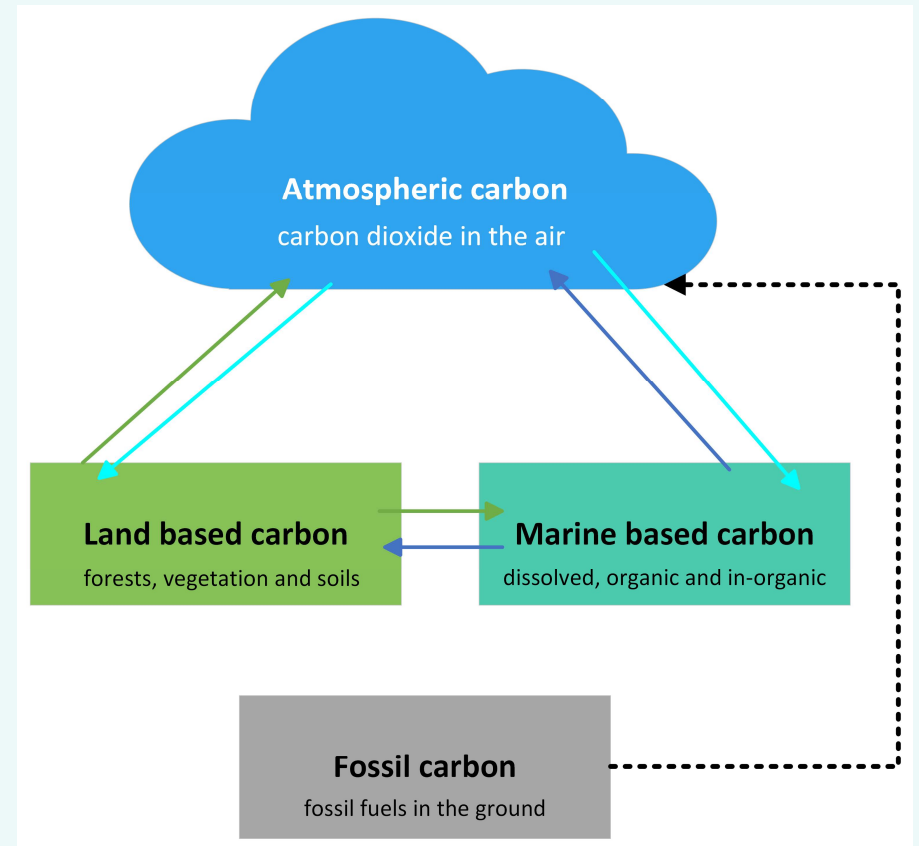 Atmospheric carbon
carbon dioxide in the air
Land based carbon
forests, vegetation and soils
Marine based carbon
dissolved, organic and in-organic
Fossil carbon
fossil fuels in the ground